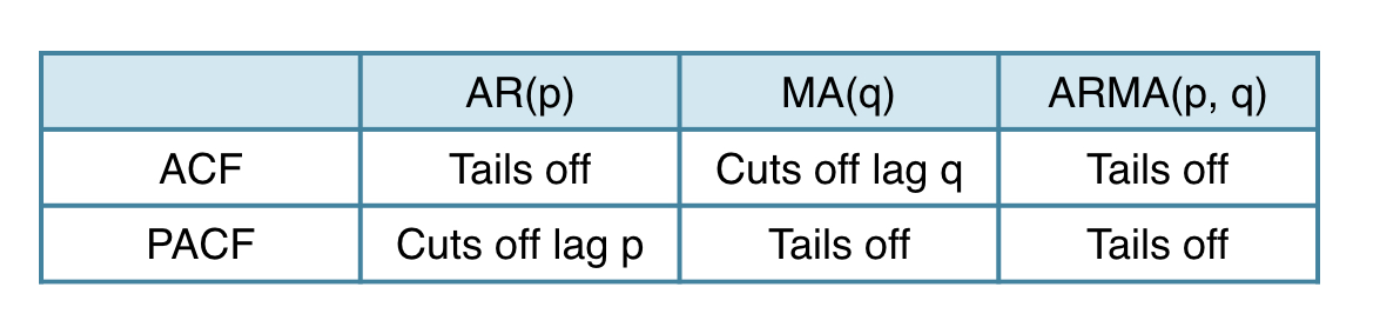 AR(p) MA(q) ARMA(p, q)
ACF Tails off Cuts off lag q Tails off
PACF Cuts off lag p Tails off Tails off